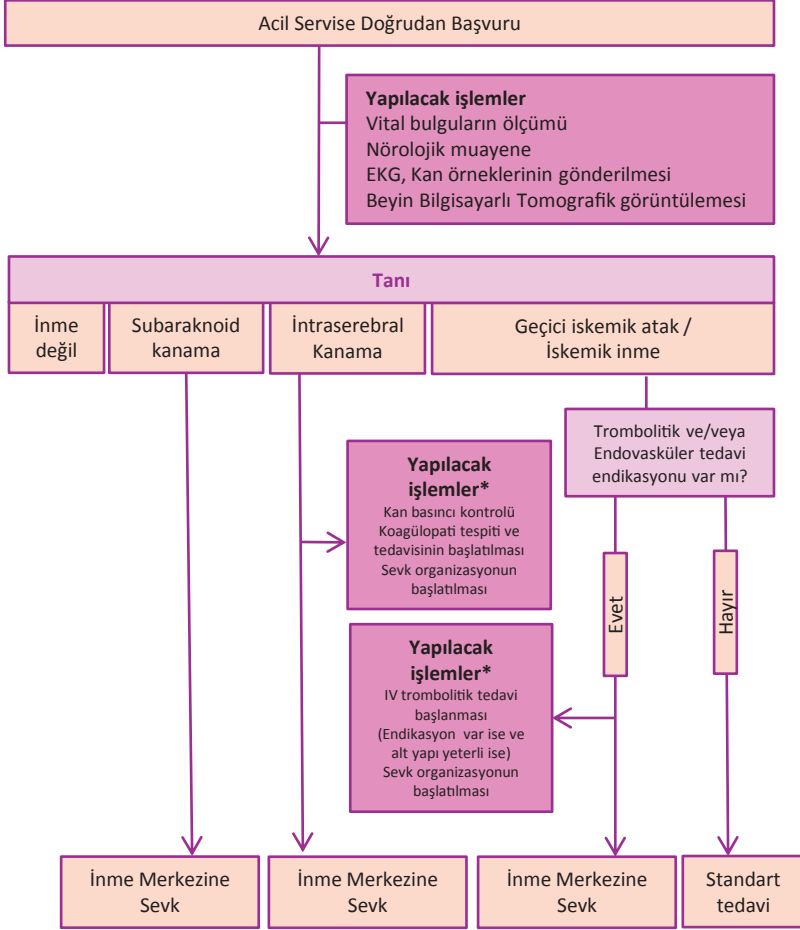 Acil Servise Doğrudan Başvuru
Yapılacak işlemler
Vital bulguların ölçümü
Nörolojik muayene
EKG, Kan örneklerinin gönderilmesi
Beyin Bilgisayarlı Tomografik görüntülemesi
Tanı
İnme
değil
Subaraknoid
kanama
İntraserebral
Kanama
Geçici iskemik atak /
İskemik inme
Trombolitik ve/veya
Endovasküler tedavi
endikasyonu var mı?
Yapılacak
işlemler*
Kan basıncı kontrolü
Koagülopati tespiti ve
tedavisinin başlatılması
Sevk organizasyonun
başlatılması
Evet
Hayır
Yapılacak
işlemler*
IV trombolitik tedavi
başlanması
(Endikasyon var ise ve
alt yapı yeterli ise)
Sevk organizasyonun
başlatılması
İnme Merkezine
Sevk
İnme Merkezine
Sevk
İnme Merkezine
Sevk
Standart
tedavi